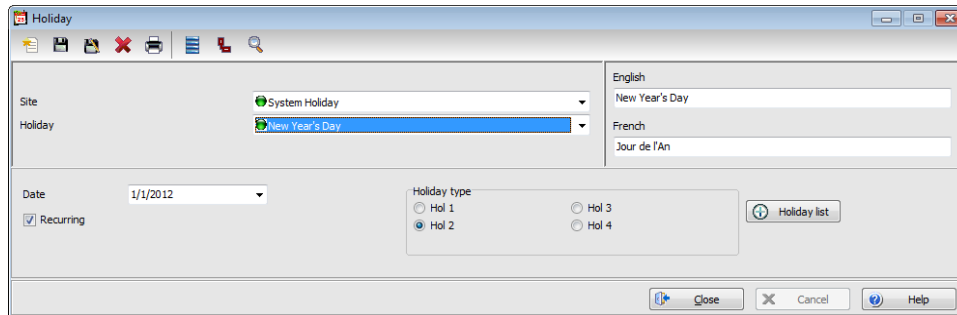 Holiday
English
Site
System Holiday
New Year's Day
Holiday
New Year's Day
French
Jour de l'An
Date
1/1/2012
Holiday type
Hol 1
Hol 3
Holiday list
Recurring
Hol 2
Hol 4
Close
Cancel
Help